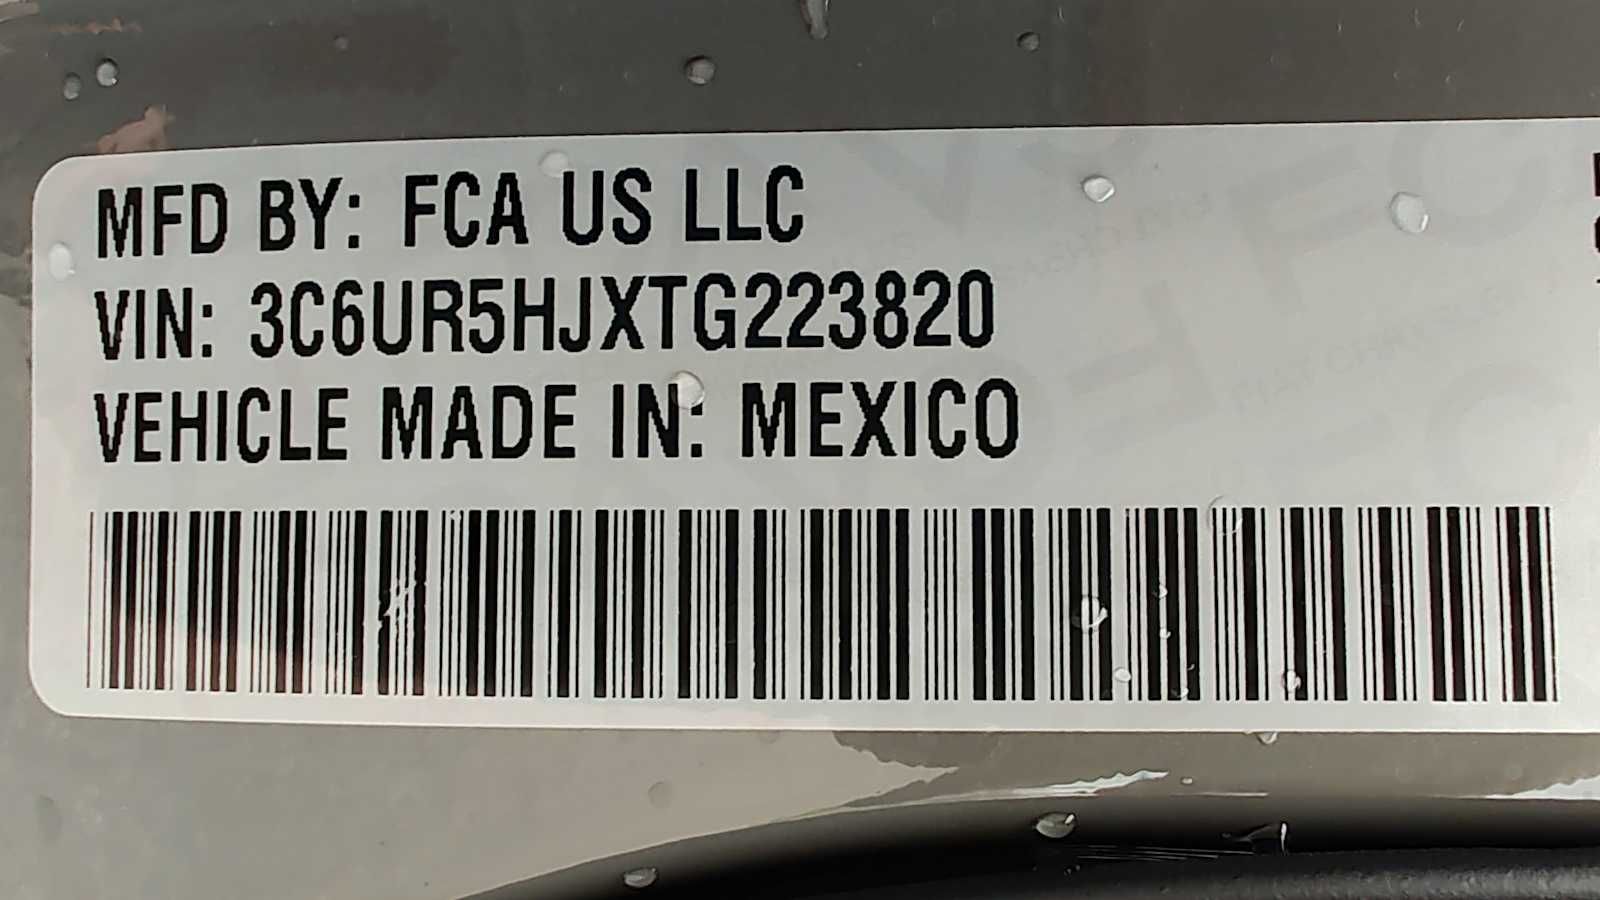 MFD BY: FCA US LLC
VIN: 3C6UR5HJXTG223820
VEHICLE MADE IN: MEXICO